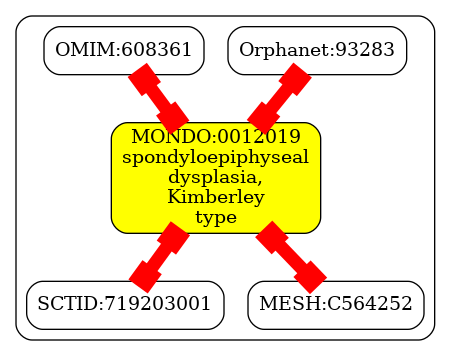 OMIM:608361
Orphanet:93283
MONDO:0012019
spondyloepiphyseal
dysplasia,
Kimberley
type
SCTID:719203001
MESH:C564252